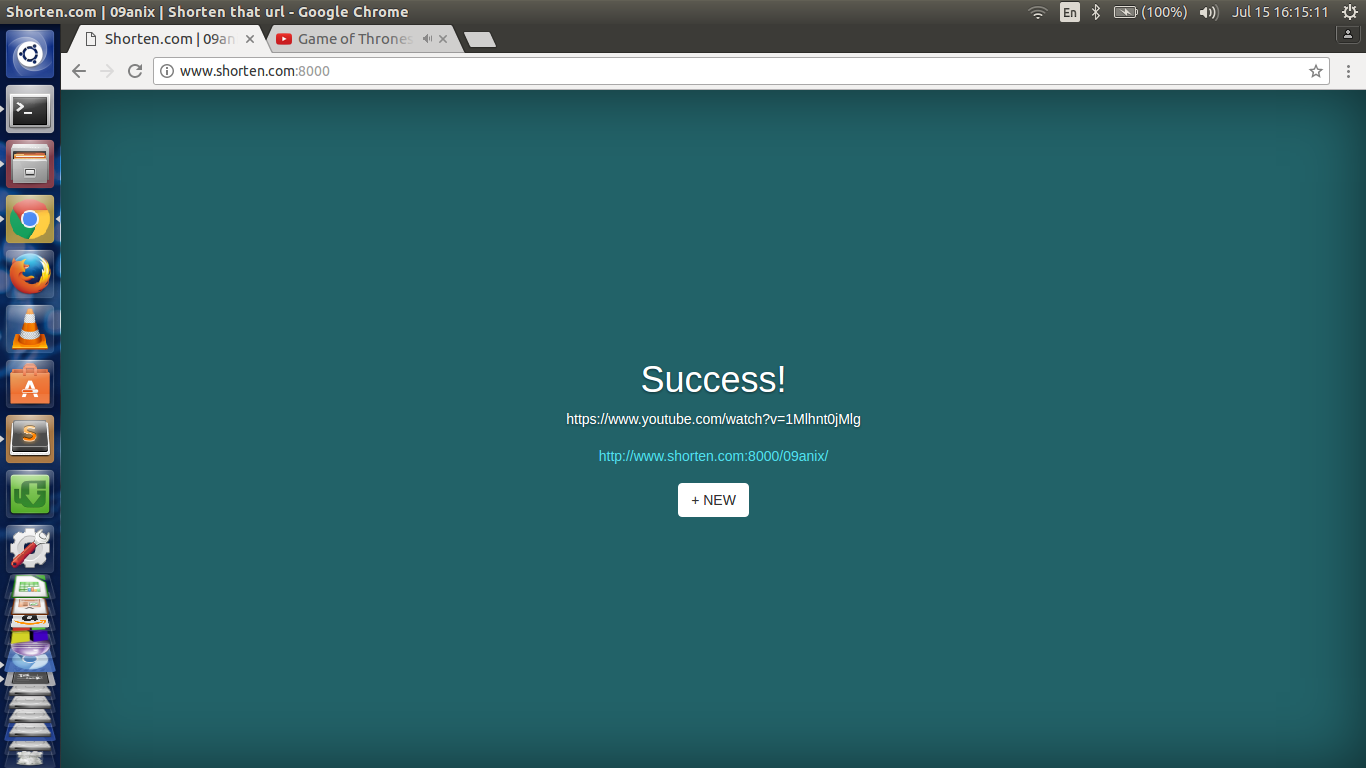 Shorten.com | 09anix | Shorten that url - Google Chrome
En
(100%)
Jul 15 16:15:11
Shorten.com | 09an
Game of Thrones
www.shorten.com:8000
Success!
https://www.youtube.com/watch?v=1Mlhnt0jMlg
http://www.shorten.com:8000/09anix/
+ NEW